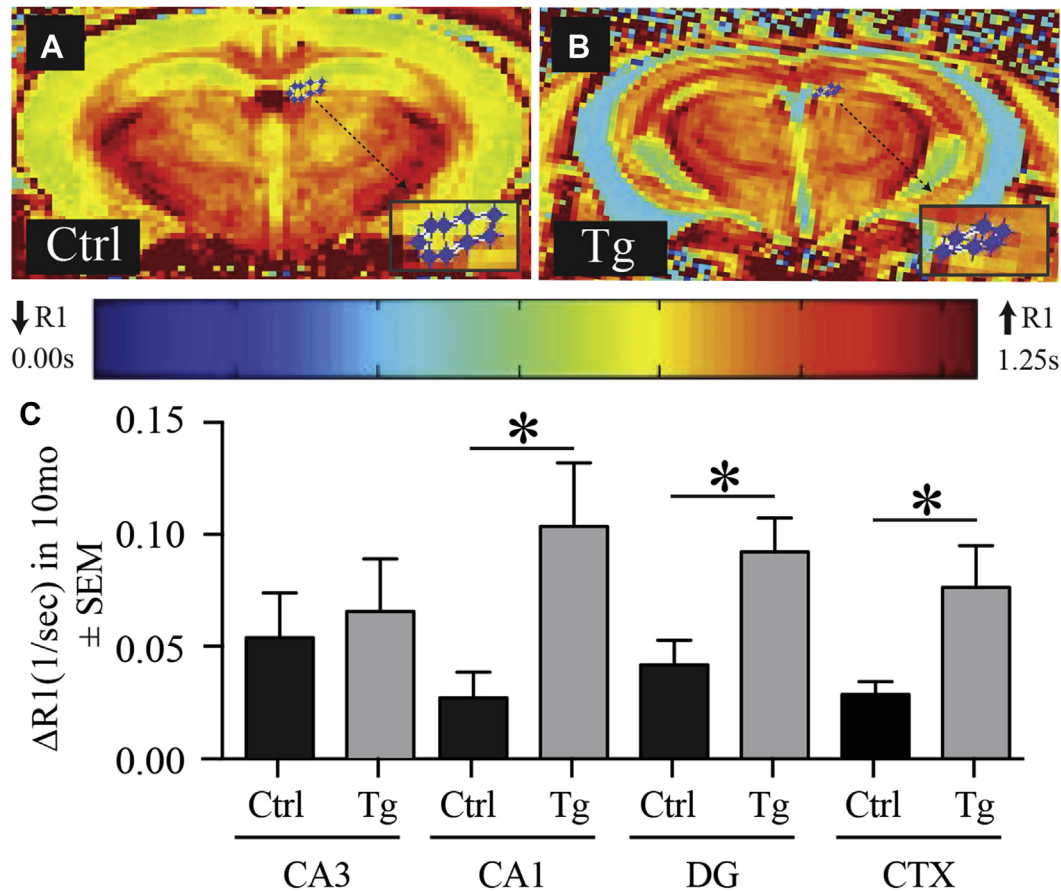 A
B
Ctrl
Tg
↓ R1
0.00s
↑ R1
1.25s
C
ΔR1(1/sec) in 10mo
± SEM
0.15
0.10
0.05
0.00
* * *
Ctrl Tg Ctrl Tg Ctrl Tg Ctrl Tg
CA3 CA1 DG CTX